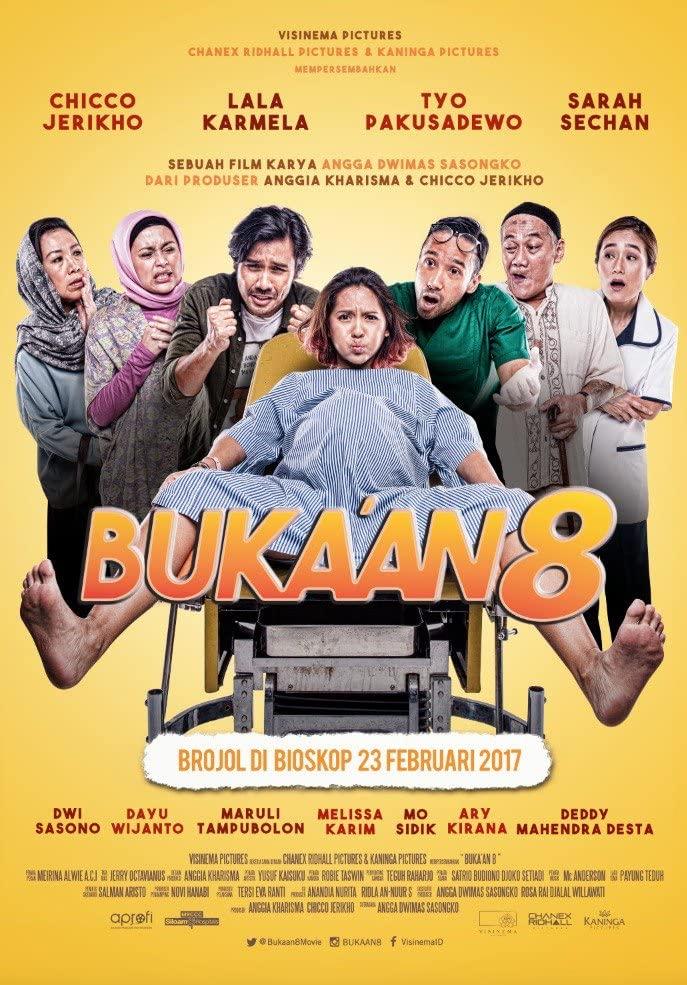 VISINEMA PICTURES
CHANEX RIDHALL PICTURES & KANINGA PICTURES
MEMPERSEMBAHKAN
CHICCO JERIKHO
LALA KARMELA
TYO PAKUSADEWO
SARAH SECHAN
SEBUAH FILM KARYA ANGGA DWIMAS SASONGKO
DARI PRODUSER ANGGIA KHARISMA & CHICCO JERIKHO
BUKA'AN 8
BROJOL DI BIOSKOP 23 FEBRUARI 2017
DWI SASONO
DAYU WIJANTO
MARULI TAMPUBOLON
MELISSA KARIM
MO SIDIK
ARY KIRANA
DEDDY MAHENDRA DESTA
VISINEMA PICTURES CHANEX RIDHALL PICTURES & KANINGA PICTURES "BUKA'AN 8"
MEIRINA ALWIE A.C.I JERRY OCTAVIANUS ANGGIA KHARISMA YUSUF KAISUKU ROBIE TASWIN TEGUH RAHARJO SATRIO BUDIONO DJOKO SETIADI Mc ANDERSON PAYUNG TEDUH
SALMAN ARISTO NOVI HANABI TERSI EVA RANTI ANANDIA NURITA RIDLA AN-NUUR S ANGGA DWIMAS SASONGKO ROSA RAI DJALAL WILLAWATI
ANGGIA KHARISMA CHICCO JERIKHO ANGGA DWIMAS SASONGKO
aprofi
Siloam Hospitals
VISINEMA
CHANEX RIDHALL
PICTURES
KANINGA
PICTURES
@Bukaan8Movie
BUKAAN8
VisinemaID